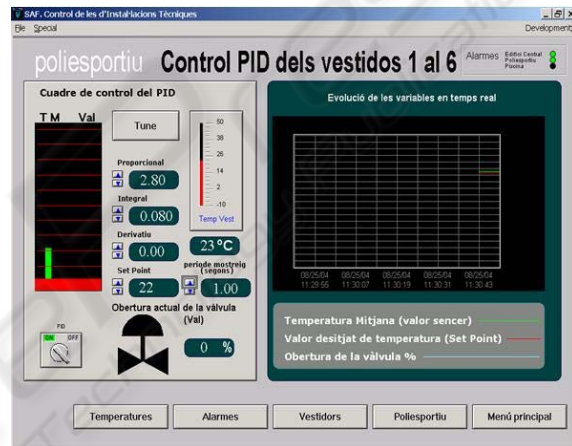 SAF. Control de les d'Instal·lacions Tècniques
File Special Development
poliesportiu Control PID dels vestidos 1 al 6
Alarmes
Edifici Central
Poliesportiu
Piscina
Cuadre de control del PID
T M Val
Tune
50
38
26
14
2
-10
Temp Vest
Proporcional
2.80
Integral
0.080
Derivatiu
0.00
23 ºC
Set Point
22
periode mostreig
(segons)
1.00
Obertura actual de la vàlvula
(Val)
0 %
PID
ON OFF
Evolució de les variables en temps real
08/25/04 08/25/04 08/25/04 08/25/04 08/25/04
11:29:55 11:30:07 11:30:19 11:30:31 11:30:43
Temperatura Mitjana (valor sencer)
Valor desitjat de temperatura (Set Point)
Obertura de la vàlvula %
Temperatures Alarmes Vestidors Poliesportiu Menú principal